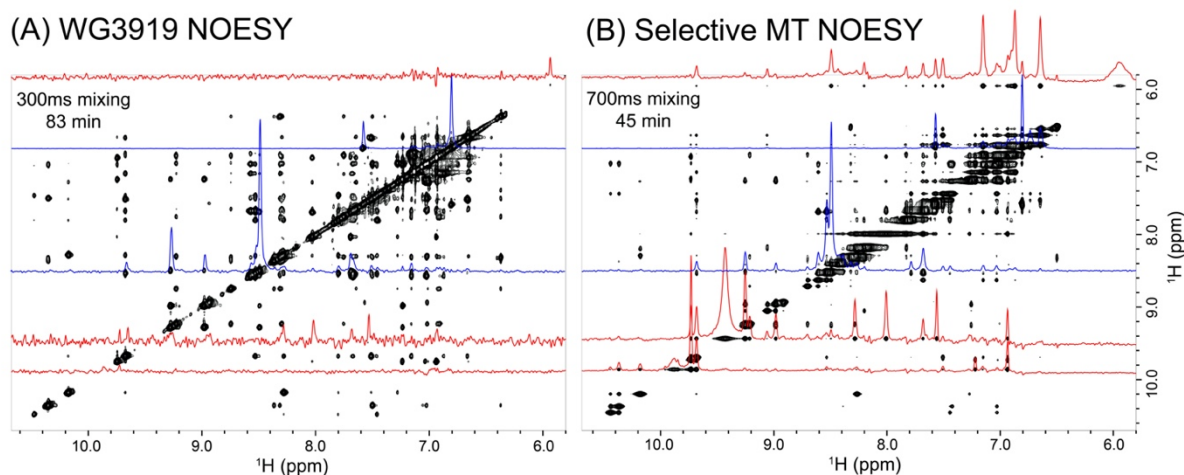 (A) WG3919 NOESY
300ms mixing
83 min
10.0 9.0 8.0 7.0 6.0
¹H (ppm)
(B) Selective MT NOESY
700ms mixing
45 min
10.0 9.0 8.0 7.0 6.0
¹H (ppm)
6.0
7.0
8.0
9.0
10.0
¹H (ppm)